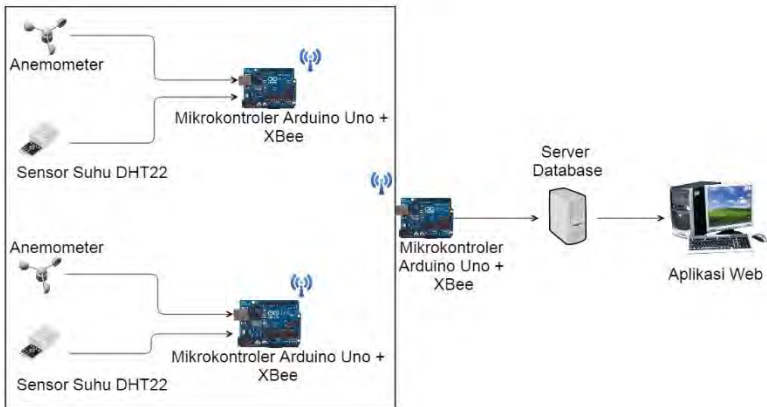 Anemometer
Mikrokontroler Arduino Uno +
XBee
Sensor Suhu DHT22
Server
Database
Mikrokontroler
Arduino Uno +
XBee
Aplikasi Web
Anemometer
Mikrokontroler Arduino Uno +
XBee
Sensor Suhu DHT22